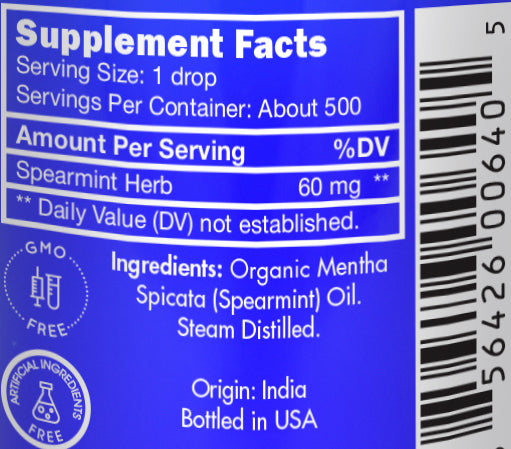 Supplement Facts
Serving Size: 1 drop
Servings Per Container: About 500
Amount Per Serving %DV
Spearmint Herb 60 mg **
** Daily Value (DV) not established.
GMO
FREE
Ingredients: Organic Mentha
Spicata (Spearmint) Oil.
Steam Distilled.
ARTIFICIAL INGREDIENTS
FREE
Origin: India
Bottled in USA
56426 00640 5